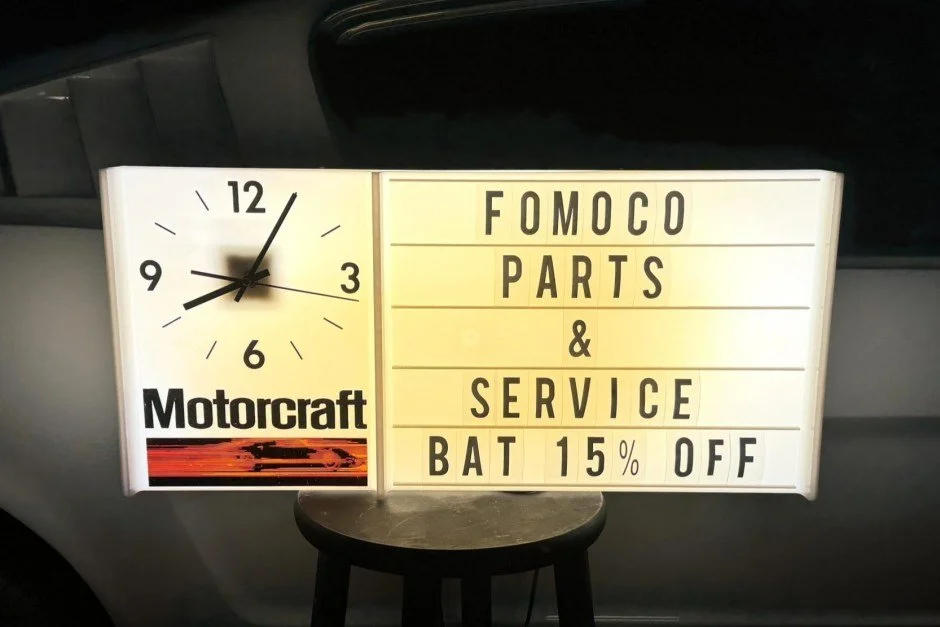 12
9 3
6
Motorcraft
FOMOCO
PARTS
&
SERVICE
BAT 15% OFF